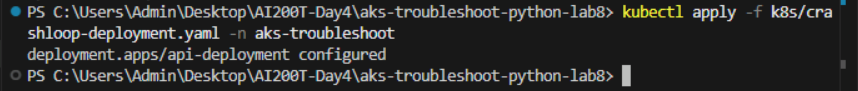 PS C:\Users\Admin\Desktop\AI200T-Day4\aks-troubleshoot-python-lab8> kubectl apply -f k8s/cra
shloop-deployment.yaml -n aks-troubleshoot
deployment.apps/api-deployment configured
PS C:\Users\Admin\Desktop\AI200T-Day4\aks-troubleshoot-python-lab8>